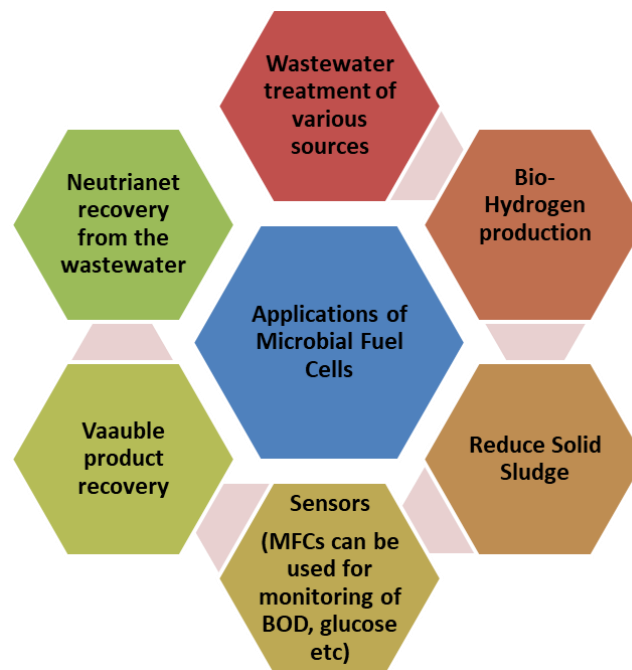 Wastewater
treatment of
various
sources
Bio-
Hydrogen
production
Reduce Solid
Sludge
Sensors
(MFCs can be
used for
monitoring of
BOD, glucose
etc)
Vaauble
product
recovery
Neutrianet
recovery
from the
wastewater
Applications of
Microbial Fuel
Cells